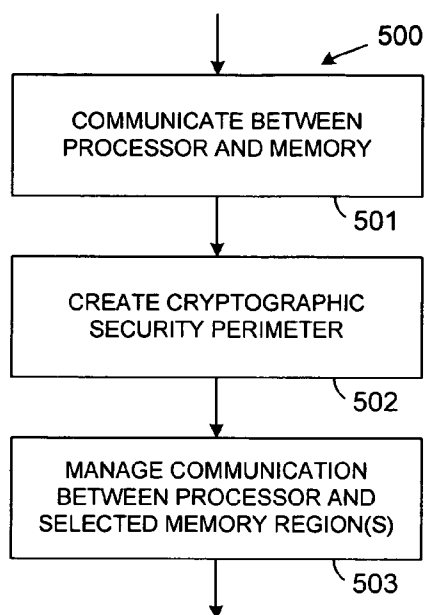 500
COMMUNICATE BETWEEN
PROCESSOR AND MEMORY
501
CREATE CRYPTOGRAPHIC
SECURITY PERIMETER
502
MANAGE COMMUNICATION
BETWEEN PROCESSOR AND
SELECTED MEMORY REGION(S)
503